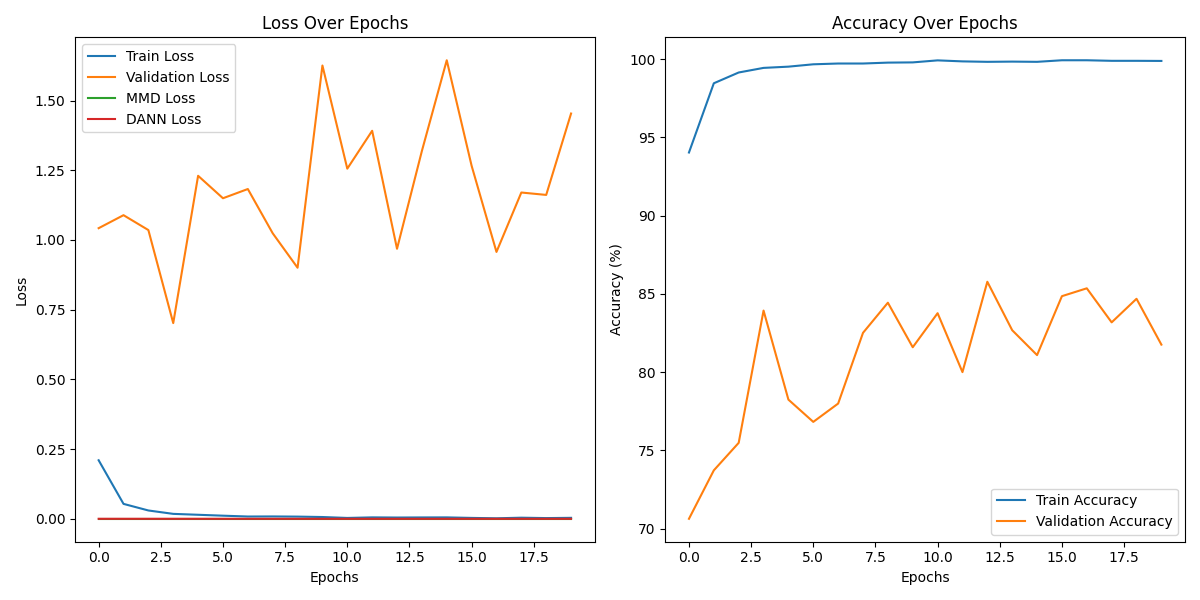 Loss Over Epochs
Train Loss
Validation Loss
MMD Loss
DANN Loss
1.50
1.25
1.00
0.75
0.50
0.25
0.00
Loss
0.0 2.5 5.0 7.5 10.0 12.5 15.0 17.5
Epochs
Accuracy Over Epochs
100
95
90
85
80
75
70
Accuracy (%)
Train Accuracy
Validation Accuracy
0.0 2.5 5.0 7.5 10.0 12.5 15.0 17.5
Epochs